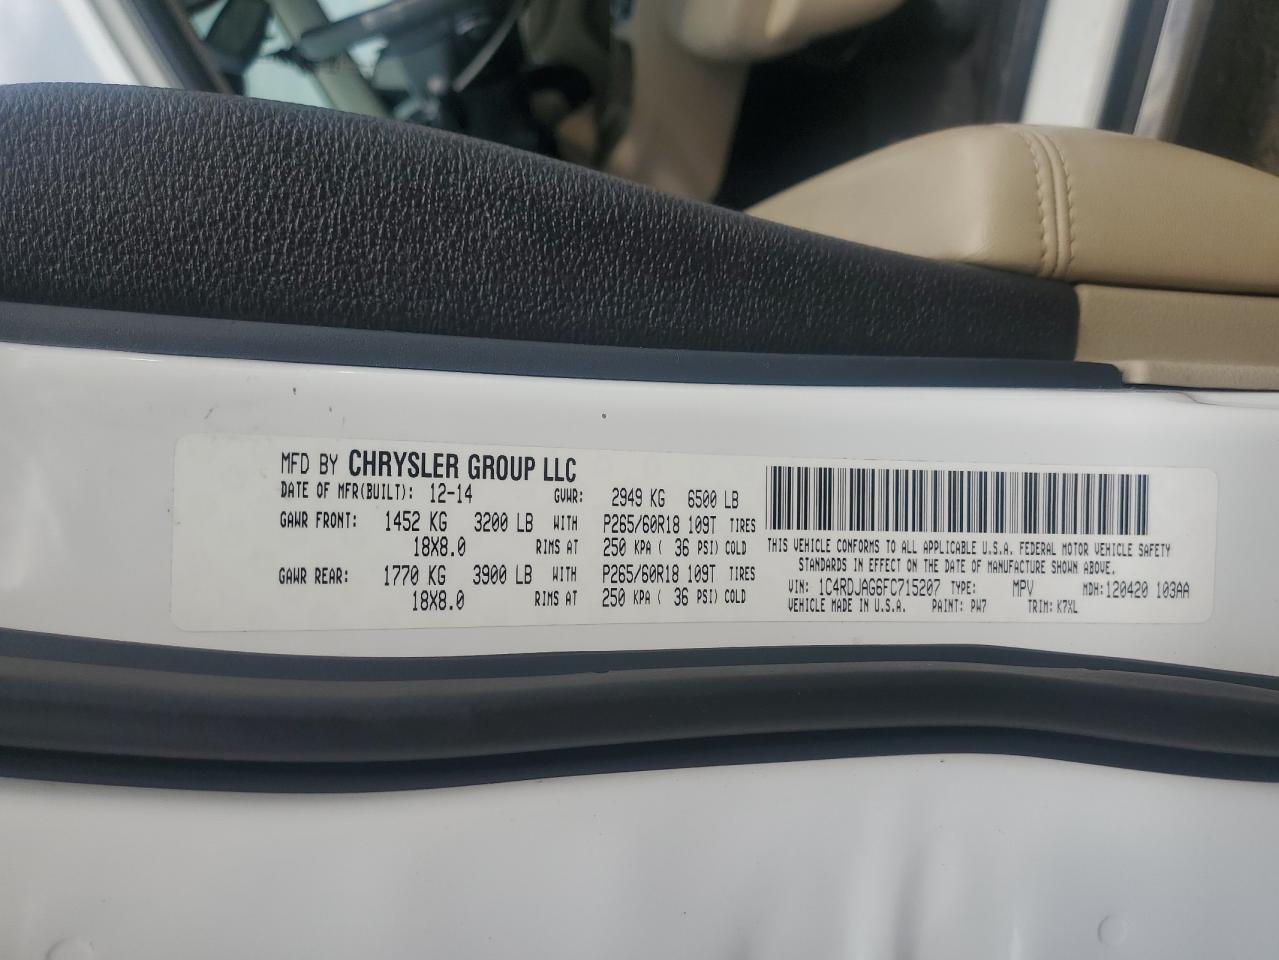 MFD BY CHRYSLER GROUP LLC
DATE OF MFR(BUILT): 12-14 GVWR: 2949 KG 6500 LB
GAWR FRONT: 1452 KG 3200 LB WITH P265/60R18 109T TIRES
18X8.0 RIMS AT 250 KPA ( 36 PSI) COLD
GAWR REAR: 1770 KG 3900 LB WITH P265/60R18 109T TIRES
18X8.0 RIMS AT 250 KPA ( 36 PSI) COLD
THIS VEHICLE CONFORMS TO ALL APPLICABLE U.S.A. FEDERAL MOTOR VEHICLE SAFETY
STANDARDS IN EFFECT ON THE DATE OF MANUFACTURE SHOWN ABOVE.
VIN: 1C4RDJAG6FC715207 TYPE: MPV MDH: 120420 103AA
VEHICLE MADE IN U.S.A. PAINT: PW7 TRIM: K7XL